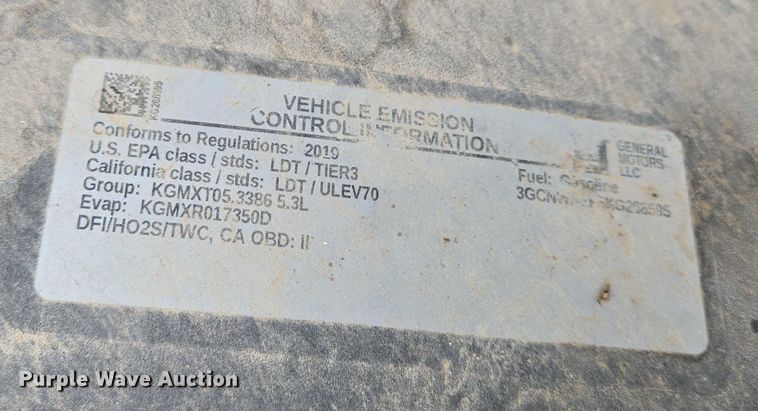 VEHICLE EMISSION
CONTROL INFORMATION
Conforms to Regulations: 2019
U.S. EPA class / stds: LDT / TIER3
California class / stds: LDT / ULEV70
Group: KGMXT05.3386 5.3L
Evap: KGMXR017350D
DFI/HO2S/TWC, CA OBD: II
GENERAL
MOTORS
LLC
Fuel: Gasoline
Purple Wave Auction